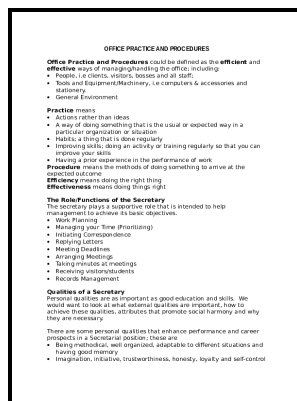 OFFICE PRACTICE AND PROCEDURES
Office Practice and Procedures could be defined as the efficient and
effective ways of managing/handling the office; including:
• People, i.e clients, visitors, bosses and all staff;
• Tools and Equipment/Machinery, i.e computers & accessories and
stationery.
• General Environment
Practice means
• Actions rather than ideas
• A way of doing something that is the usual or expected way in a
particular organization or situation
• Habits; a thing that is done regularly
• Improving skills; doing an activity or training regularly so that you can
improve your skills
• Having a prior experience in the performance of work
Procedure means the methods of doing something to arrive at the
expected outcome
Efficiency means doing the right thing
Effectiveness means doing things right
The Role/Functions of the Secretary
The secretary plays a supportive role that is intended to help
management to achieve its basic objectives.
• Work Planning
• Managing your Time (Prioritizing)
• Initiating Correspondence
• Replying Letters
• Meeting Deadlines
• Arranging Meetings
• Taking minutes at meetings
• Receiving visitors/students
• Records Management
Qualities of a Secretary
Personal qualities are as important as good education and skills. We
would want to look at what external qualities are important, how to
achieve these qualities, attributes that promote social harmony and why
they are necessary.
There are some personal qualities that enhance performance and career
prospects in a Secretarial position; these are
• Being methodical, well organized, adaptable to different situations and
having good memory
• Imagination, initiative, trustworthiness, honesty, loyalty and self-control